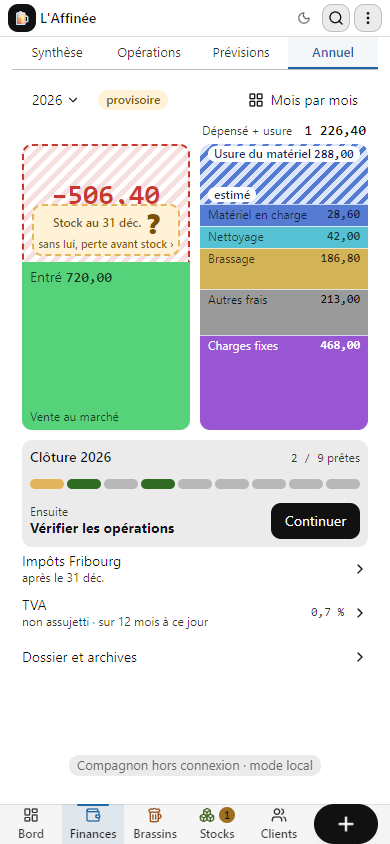 L'Affinée
Synthèse Opérations Prévisions Annuel
2026 provisoire Mois par mois
Dépensé + usure 1 226,40
−506,40
Stock au 31 déc. ?
sans lui, perte avant stock ›
Entré 720,00
Vente au marché
Usure du matériel 288,00
estimé
Matériel en charge 28,60
Nettoyage 42,00
Brassage 186,80
Autres frais 213,00
Charges fixes 468,00
Clôture 2026 2 / 9 prêtes
Ensuite
Vérifier les opérations
Continuer
Impôts Fribourg
après le 31 déc.
TVA
non assujetti · sur 12 mois à ce jour 0,7 %
Dossier et archives
Compagnon hors connexion · mode local
1
Bord Finances Brassins Stocks Clients